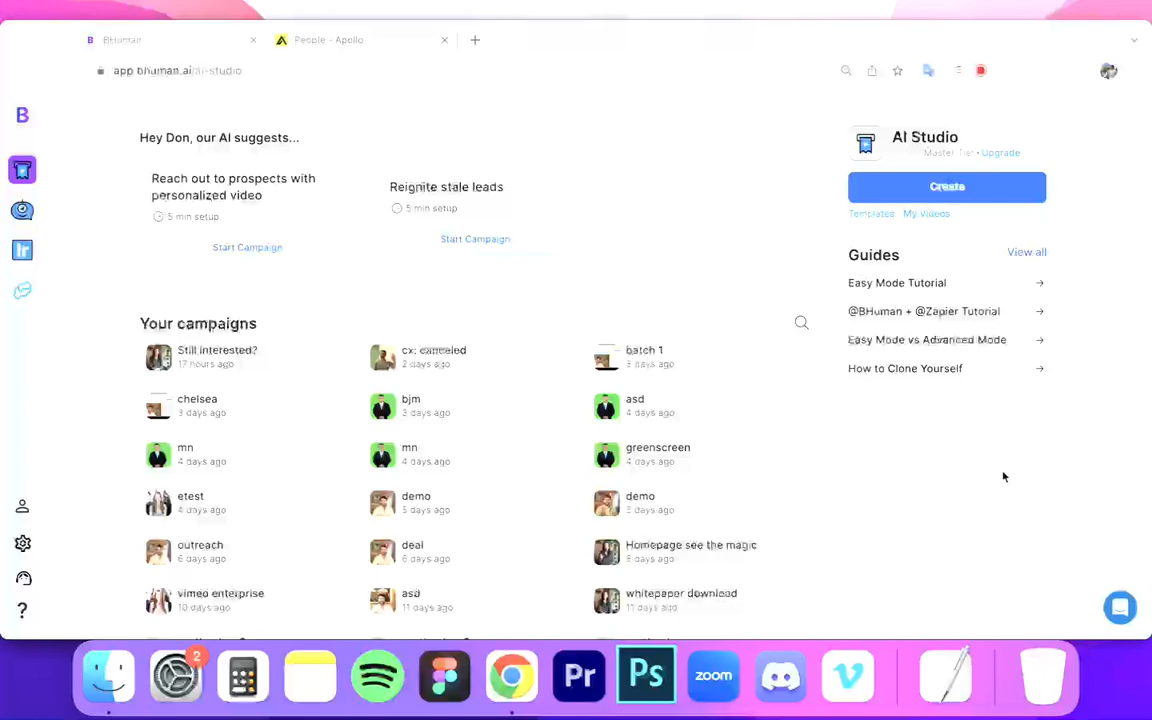 BHuman
People - Apollo
app.bhuman.ai/ai-studio
B
Hey Don, our AI suggests...
Reach out to prospects with
personalized video
5 min setup
Start Campaign
Reignite stale leads
5 min setup
Start Campaign
AI Studio
Master Tier • Upgrade
Create
Templates
My videos
Guides
View all
Easy Mode Tutorial
@BHuman + @Zapier Tutorial
Easy Mode vs Advanced Mode
How to Clone Yourself
Your campaigns
Still interested?
17 hours ago
cx: canceled
2 days ago
batch 1
3 days ago
chelsea
3 days ago
bjm
3 days ago
asd
4 days ago
mn
4 days ago
mn
4 days ago
greenscreen
4 days ago
etest
4 days ago
demo
5 days ago
demo
5 days ago
outreach
6 days ago
deal
6 days ago
Homepage see the magic
8 days ago
vimeo enterprise
10 days ago
asd
11 days ago
whitepaper download
11 days ago
?
2
Pr
Ps
zoom